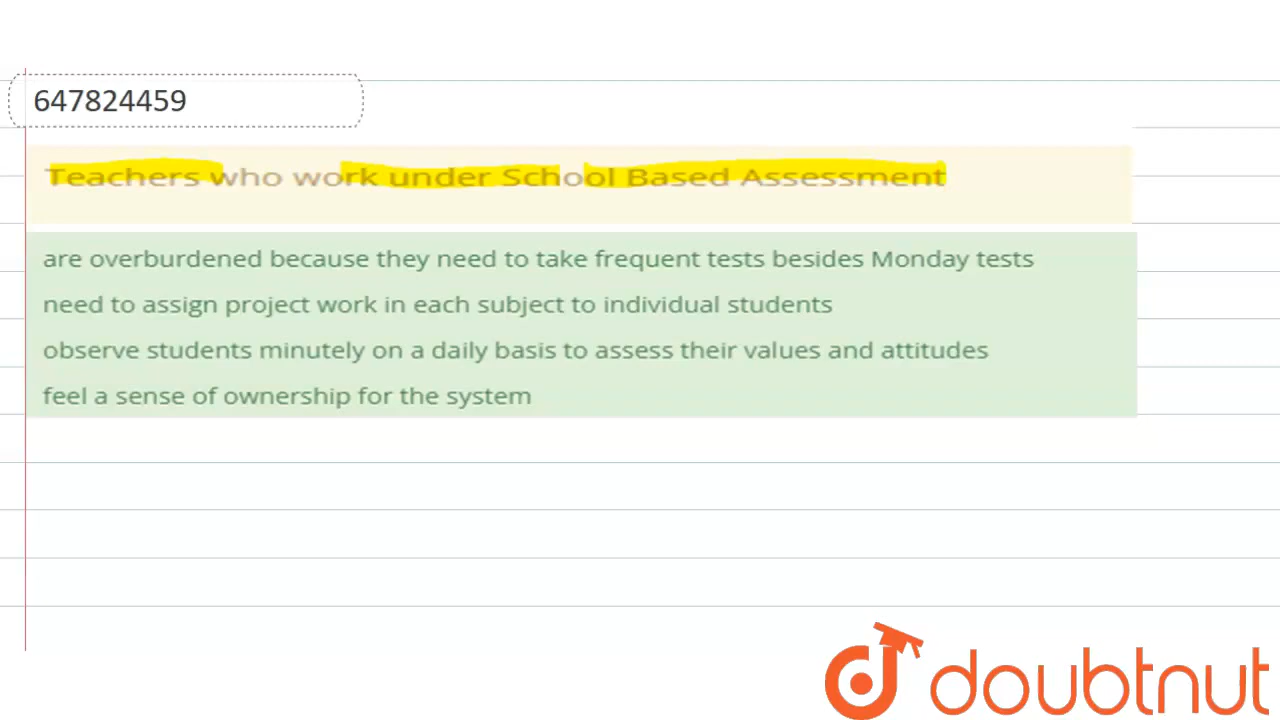 647824459
Teachers who work under School Based Assessment
are overburdened because they need to take frequent tests besides Monday tests
need to assign project work in each subject to individual students
observe students minutely on a daily basis to assess their values and attitudes
feel a sense of ownership for the system
doubtnut